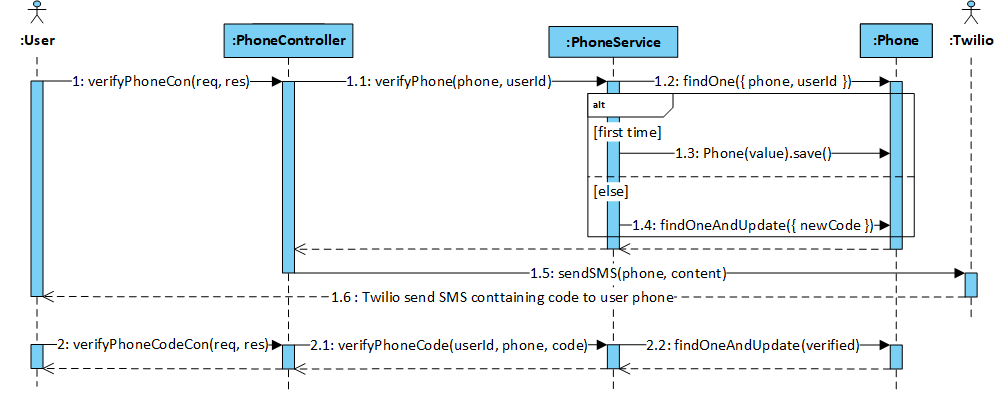 :User
:PhoneController
:PhoneService
:Phone
:Twilio
1: verifyPhoneCon(req, res)
1.1: verifyPhone(phone, userId)
1.2: findOne({ phone, userId })
alt
[first time]
1.3: Phone(value).save()
[else]
1.4: findOneAndUpdate({ newCode })
1.5: sendSMS(phone, content)
1.6 : Twilio send SMS conttaining code to user phone
2: verifyPhoneCodeCon(req, res)
2.1: verifyPhoneCode(userId, phone, code)
2.2: findOneAndUpdate(verified)